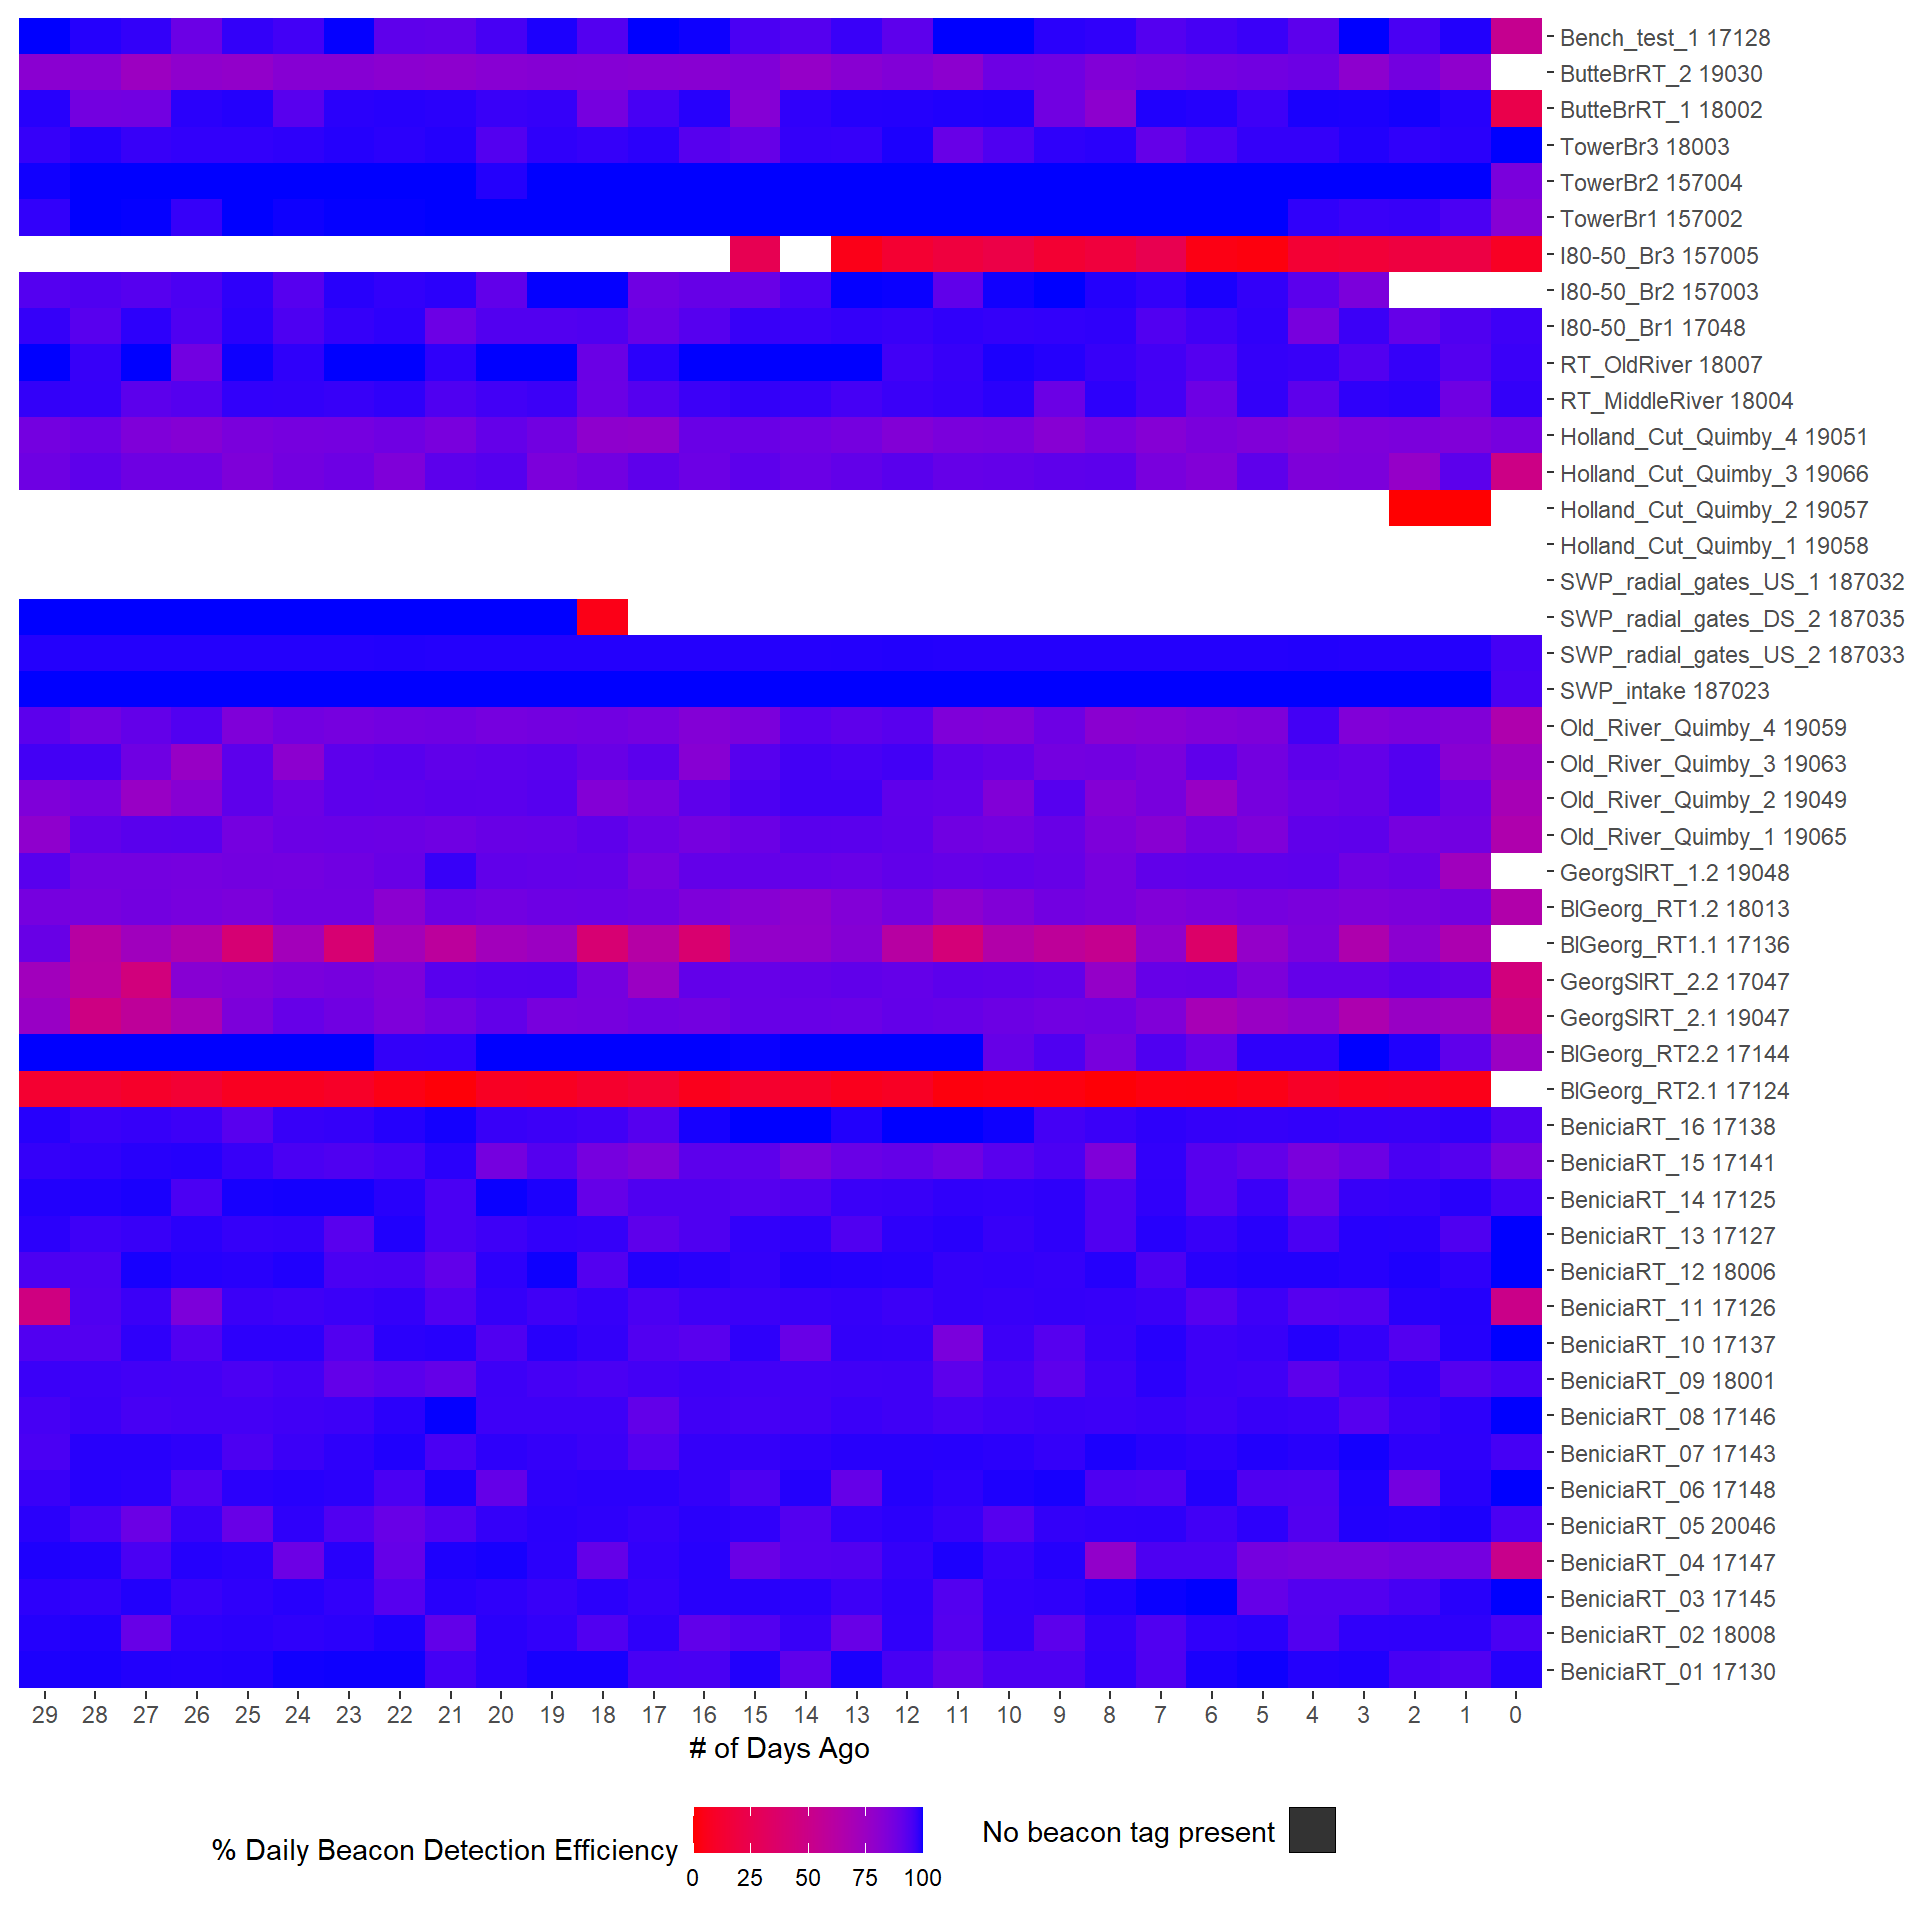 Bench_test_1 17128
ButteBrRT_2 19030
ButteBrRT_1 18002
TowerBr3 18003
TowerBr2 157004
TowerBr1 157002
I80-50_Br3 157005
I80-50_Br2 157003
I80-50_Br1 17048
RT_OldRiver 18007
RT_MiddleRiver 18004
Holland_Cut_Quimby_4 19051
Holland_Cut_Quimby_3 19066
Holland_Cut_Quimby_2 19057
Holland_Cut_Quimby_1 19058
SWP_radial_gates_US_1 187032
SWP_radial_gates_DS_2 187035
SWP_radial_gates_US_2 187033
SWP_intake 187023
Old_River_Quimby_4 19059
Old_River_Quimby_3 19063
Old_River_Quimby_2 19049
Old_River_Quimby_1 19065
GeorgSlRT_1.2 19048
BlGeorg_RT1.2 18013
BlGeorg_RT1.1 17136
GeorgSlRT_2.2 17047
GeorgSlRT_2.1 19047
BlGeorg_RT2.2 17144
BlGeorg_RT2.1 17124
BeniciaRT_16 17138
BeniciaRT_15 17141
BeniciaRT_14 17125
BeniciaRT_13 17127
BeniciaRT_12 18006
BeniciaRT_11 17126
BeniciaRT_10 17137
BeniciaRT_09 18001
BeniciaRT_08 17146
BeniciaRT_07 17143
BeniciaRT_06 17148
BeniciaRT_05 20046
BeniciaRT_04 17147
BeniciaRT_03 17145
BeniciaRT_02 18008
BeniciaRT_01 17130
29 28 27 26 25 24 23 22 21 20 19 18 17 16 15 14 13 12 11 10 9 8 7 6 5 4 3 2 1 0
# of Days Ago
% Daily Beacon Detection Efficiency
0 25 50 75 100
No beacon tag present